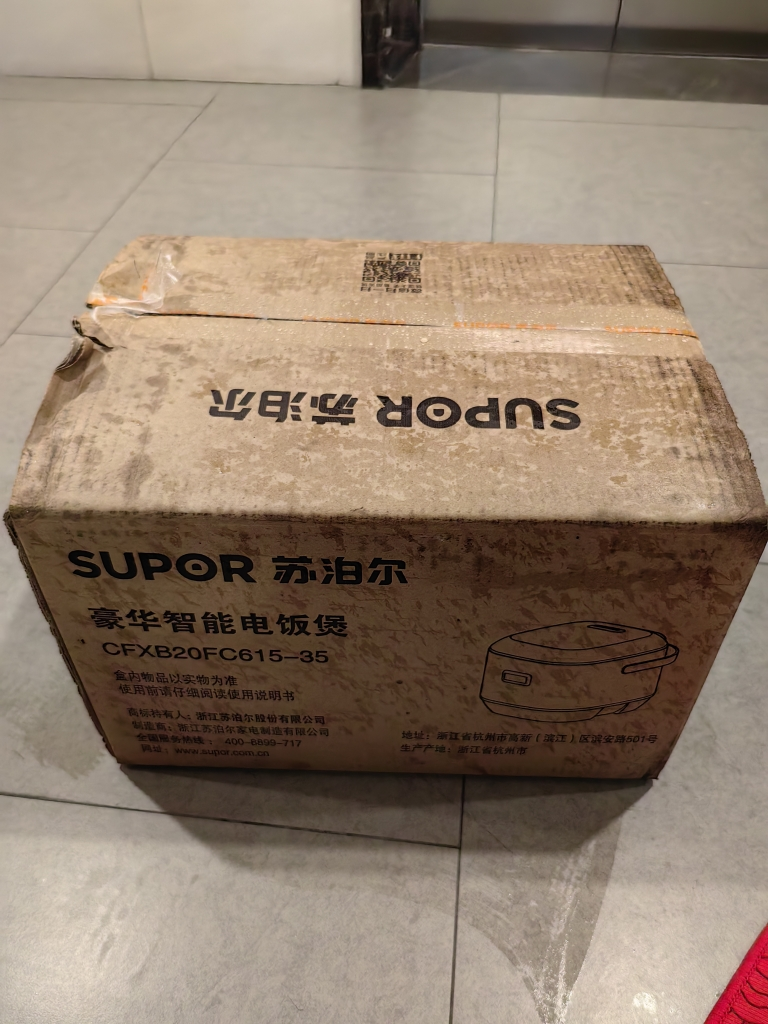 SUPOR 苏泊尔
SUPOR 苏泊尔
豪华智能电饭煲
CFXB20FC615-35
盒内物品以实物为准
使用前请仔细阅读使用说明书
商标持有人：浙江苏泊尔股份有限公司
制造商：浙江苏泊尔家电制造有限公司
全国服务热线：400-8899-717
网址：www.supor.com.cn
地址：浙江省杭州市高新（滨江）区滨安路501号
生产产地：浙江省杭州市